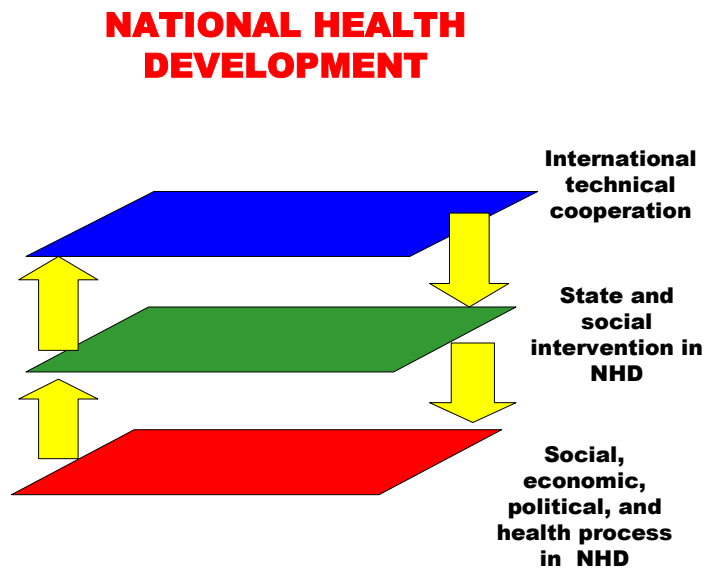 NATIONAL HEALTH
DEVELOPMENT
International
technical
cooperation
State and
social
intervention in
NHD
Social,
economic,
political, and
health process
in NHD